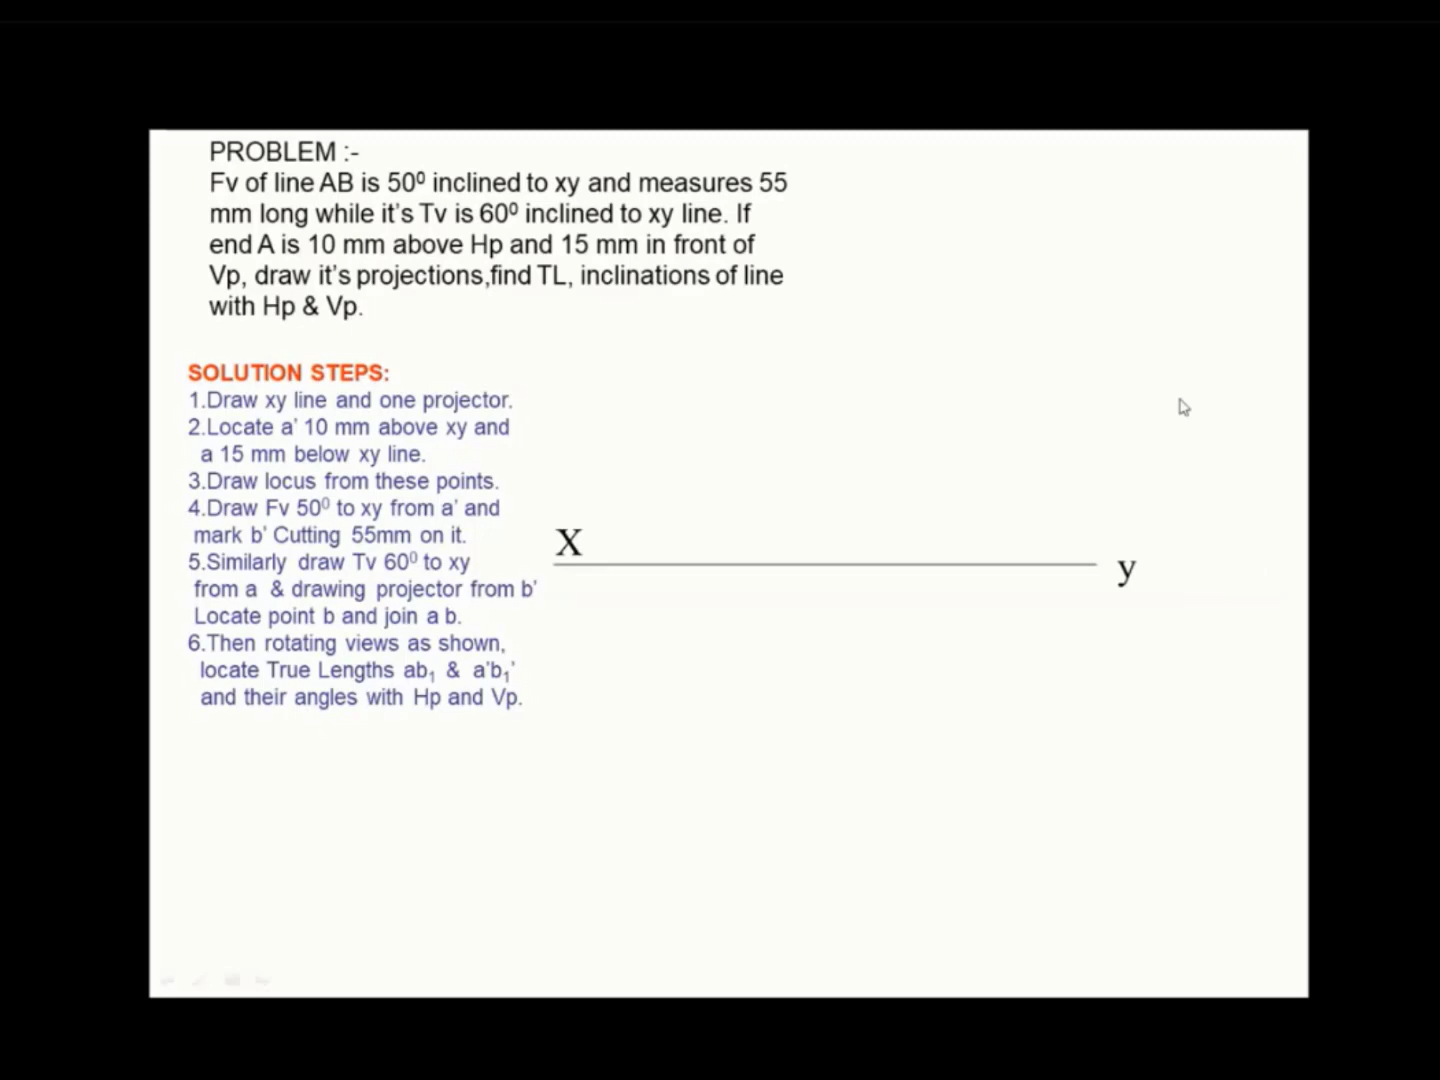 PROBLEM :-
Fv of line AB is 50⁰ inclined to xy and measures 55
mm long while it's Tv is 60⁰ inclined to xy line. If
end A is 10 mm above Hp and 15 mm in front of
Vp, draw it's projections,find TL, inclinations of line
with Hp & Vp.
SOLUTION STEPS:
1.Draw xy line and one projector.
2.Locate a' 10 mm above xy and
a 15 mm below xy line.
3.Draw locus from these points.
4.Draw Fv 50⁰ to xy from a' and
mark b' Cutting 55mm on it.
5.Similarly draw Tv 60⁰ to xy
from a & drawing projector from b'
Locate point b and join a b.
6.Then rotating views as shown,
locate True Lengths ab₁ & a'b₁'
and their angles with Hp and Vp.
X
y